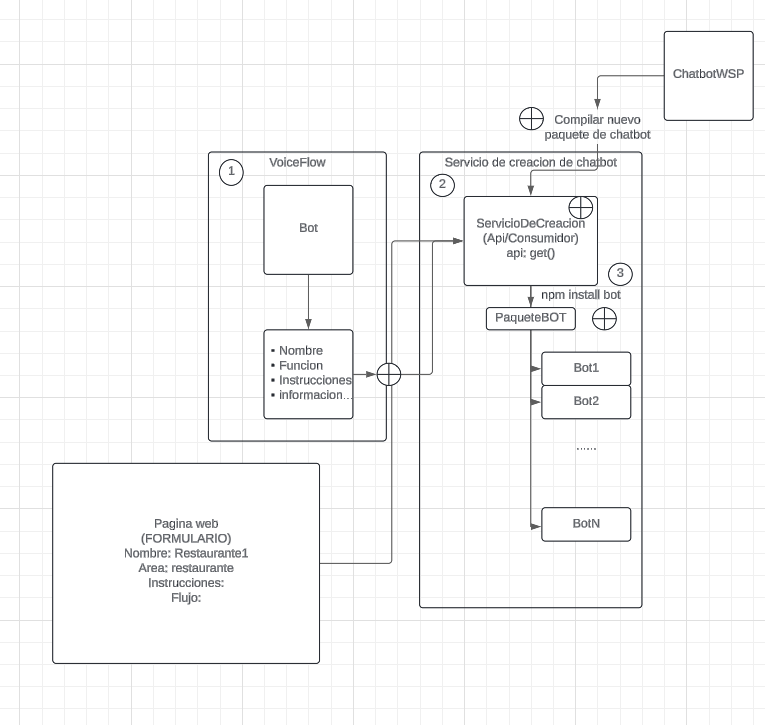 ChatbotWSP
Compilar nuevo
paquete de chatbot
VoiceFlow
1
Bot
• Nombre
• Funcion
• Instrucciones
• informacion...
Servicio de creacion de chatbot
2
ServicioDeCreacion
(Api/Consumidor)
api: get()
3
npm install bot
PaqueteBOT
Bot1
Bot2
......
BotN
Pagina web
(FORMULARIO)
Nombre: Restaurante1
Area: restaurante
Instrucciones:
Flujo: